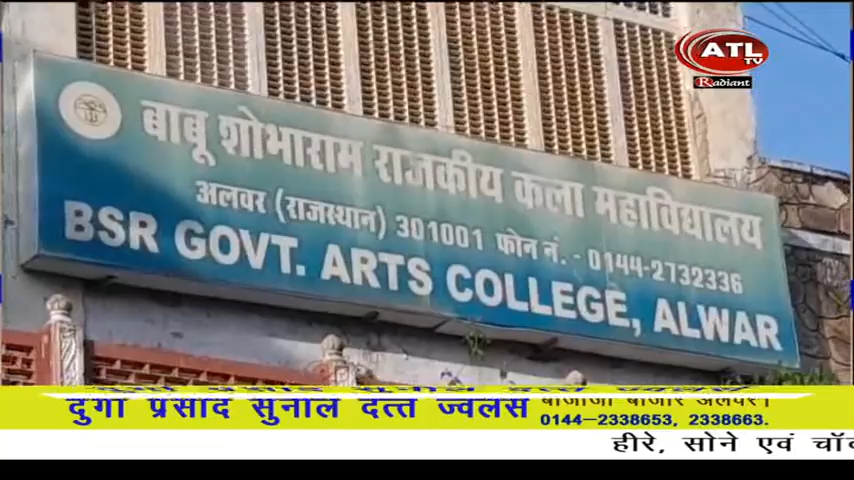 ATL
TV
Radiant
बाबू शोभाराम राजकीय कला महाविद्यालय
अलवर (राजस्थान) 301001 फोन नं.- 0144-2732336
BSR GOVT. ARTS COLLEGE, ALWAR
दुर्गा प्रसाद सुनील दत्त ज्वैलर्स
बाजाजा बाजार अलवर।
0144-2338653, 2338663.
हीरे, सोने एवं